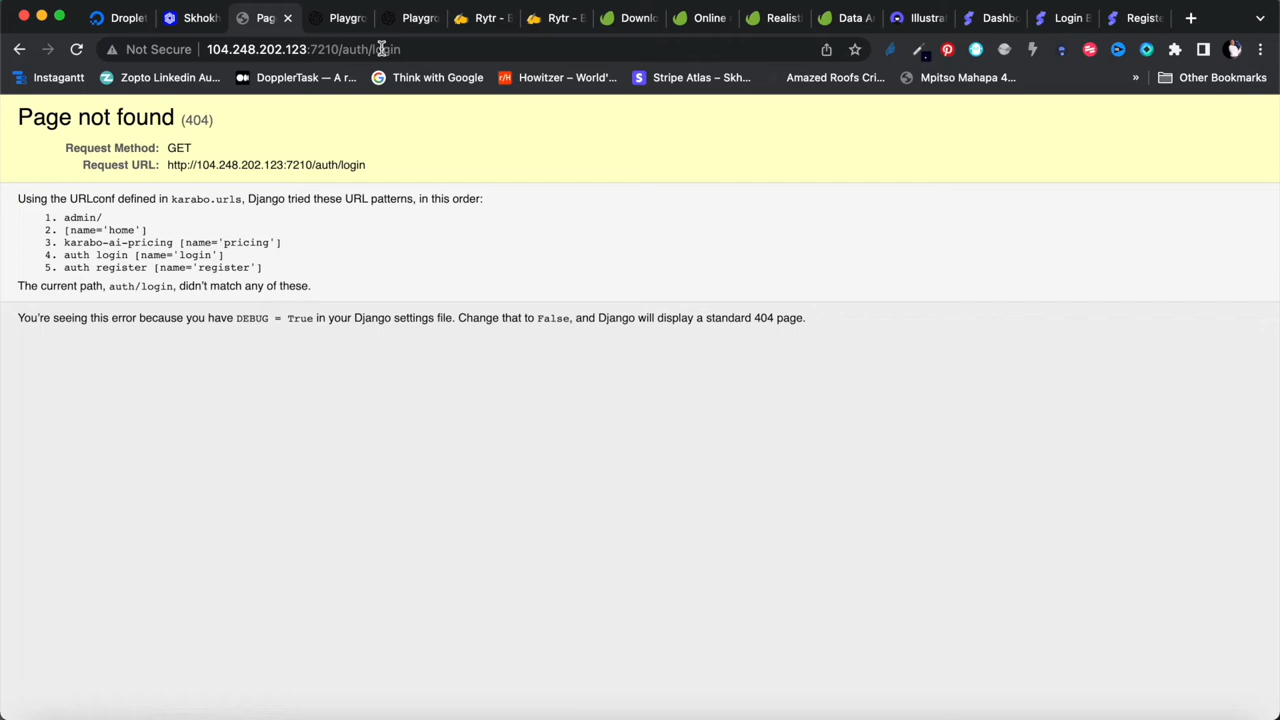 Droplet Skhokh Pag Playgro Playgro Rytr - B Rytr - B Downlo Online Realist Data A Illustra Dashbo Login B Registe
Not Secure 104.248.202.123:7210/auth/login
Instagantt Zopto Linkedin Au... DopplerTask — A r... Think with Google Howitzer – World'... Stripe Atlas – Skh... Amazed Roofs Cri... Mpitso Mahapa 4... » Other Bookmarks
Page not found (404)
Request Method: GET
Request URL: http://104.248.202.123:7210/auth/login
Using the URLconf defined in karabo.urls, Django tried these URL patterns, in this order:
1. admin/
2. [name='home']
3. karabo-ai-pricing [name='pricing']
4. auth login [name='login']
5. auth register [name='register']
The current path, auth/login, didn't match any of these.
You're seeing this error because you have DEBUG = True in your Django settings file. Change that to False, and Django will display a standard 404 page.